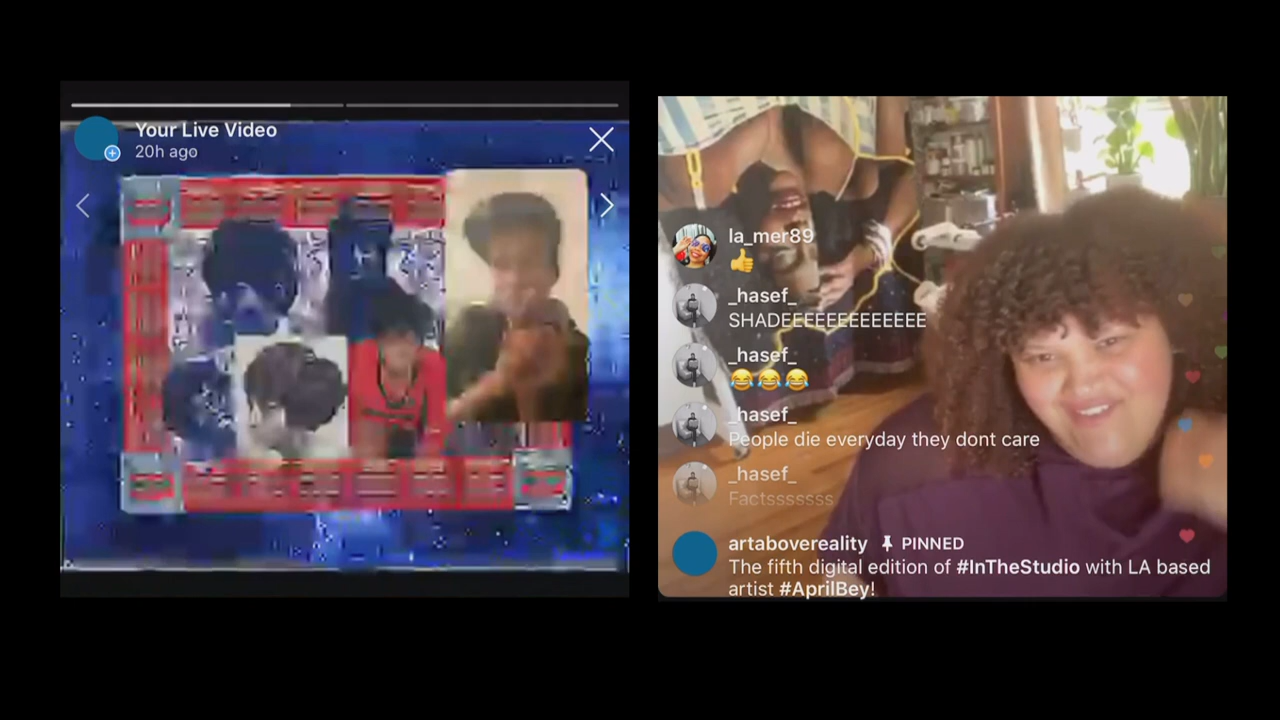 Your Live Video
20h ago
la_mer89
👍
_hasef_
SHADEEEEEEEEEEEEE
_hasef_
😂😂😂
_hasef_
People die everyday they dont care
_hasef_
Factsssssss
artabovereality 📌 PINNED
The fifth digital edition of #InTheStudio with LA based
artist #AprilBey!